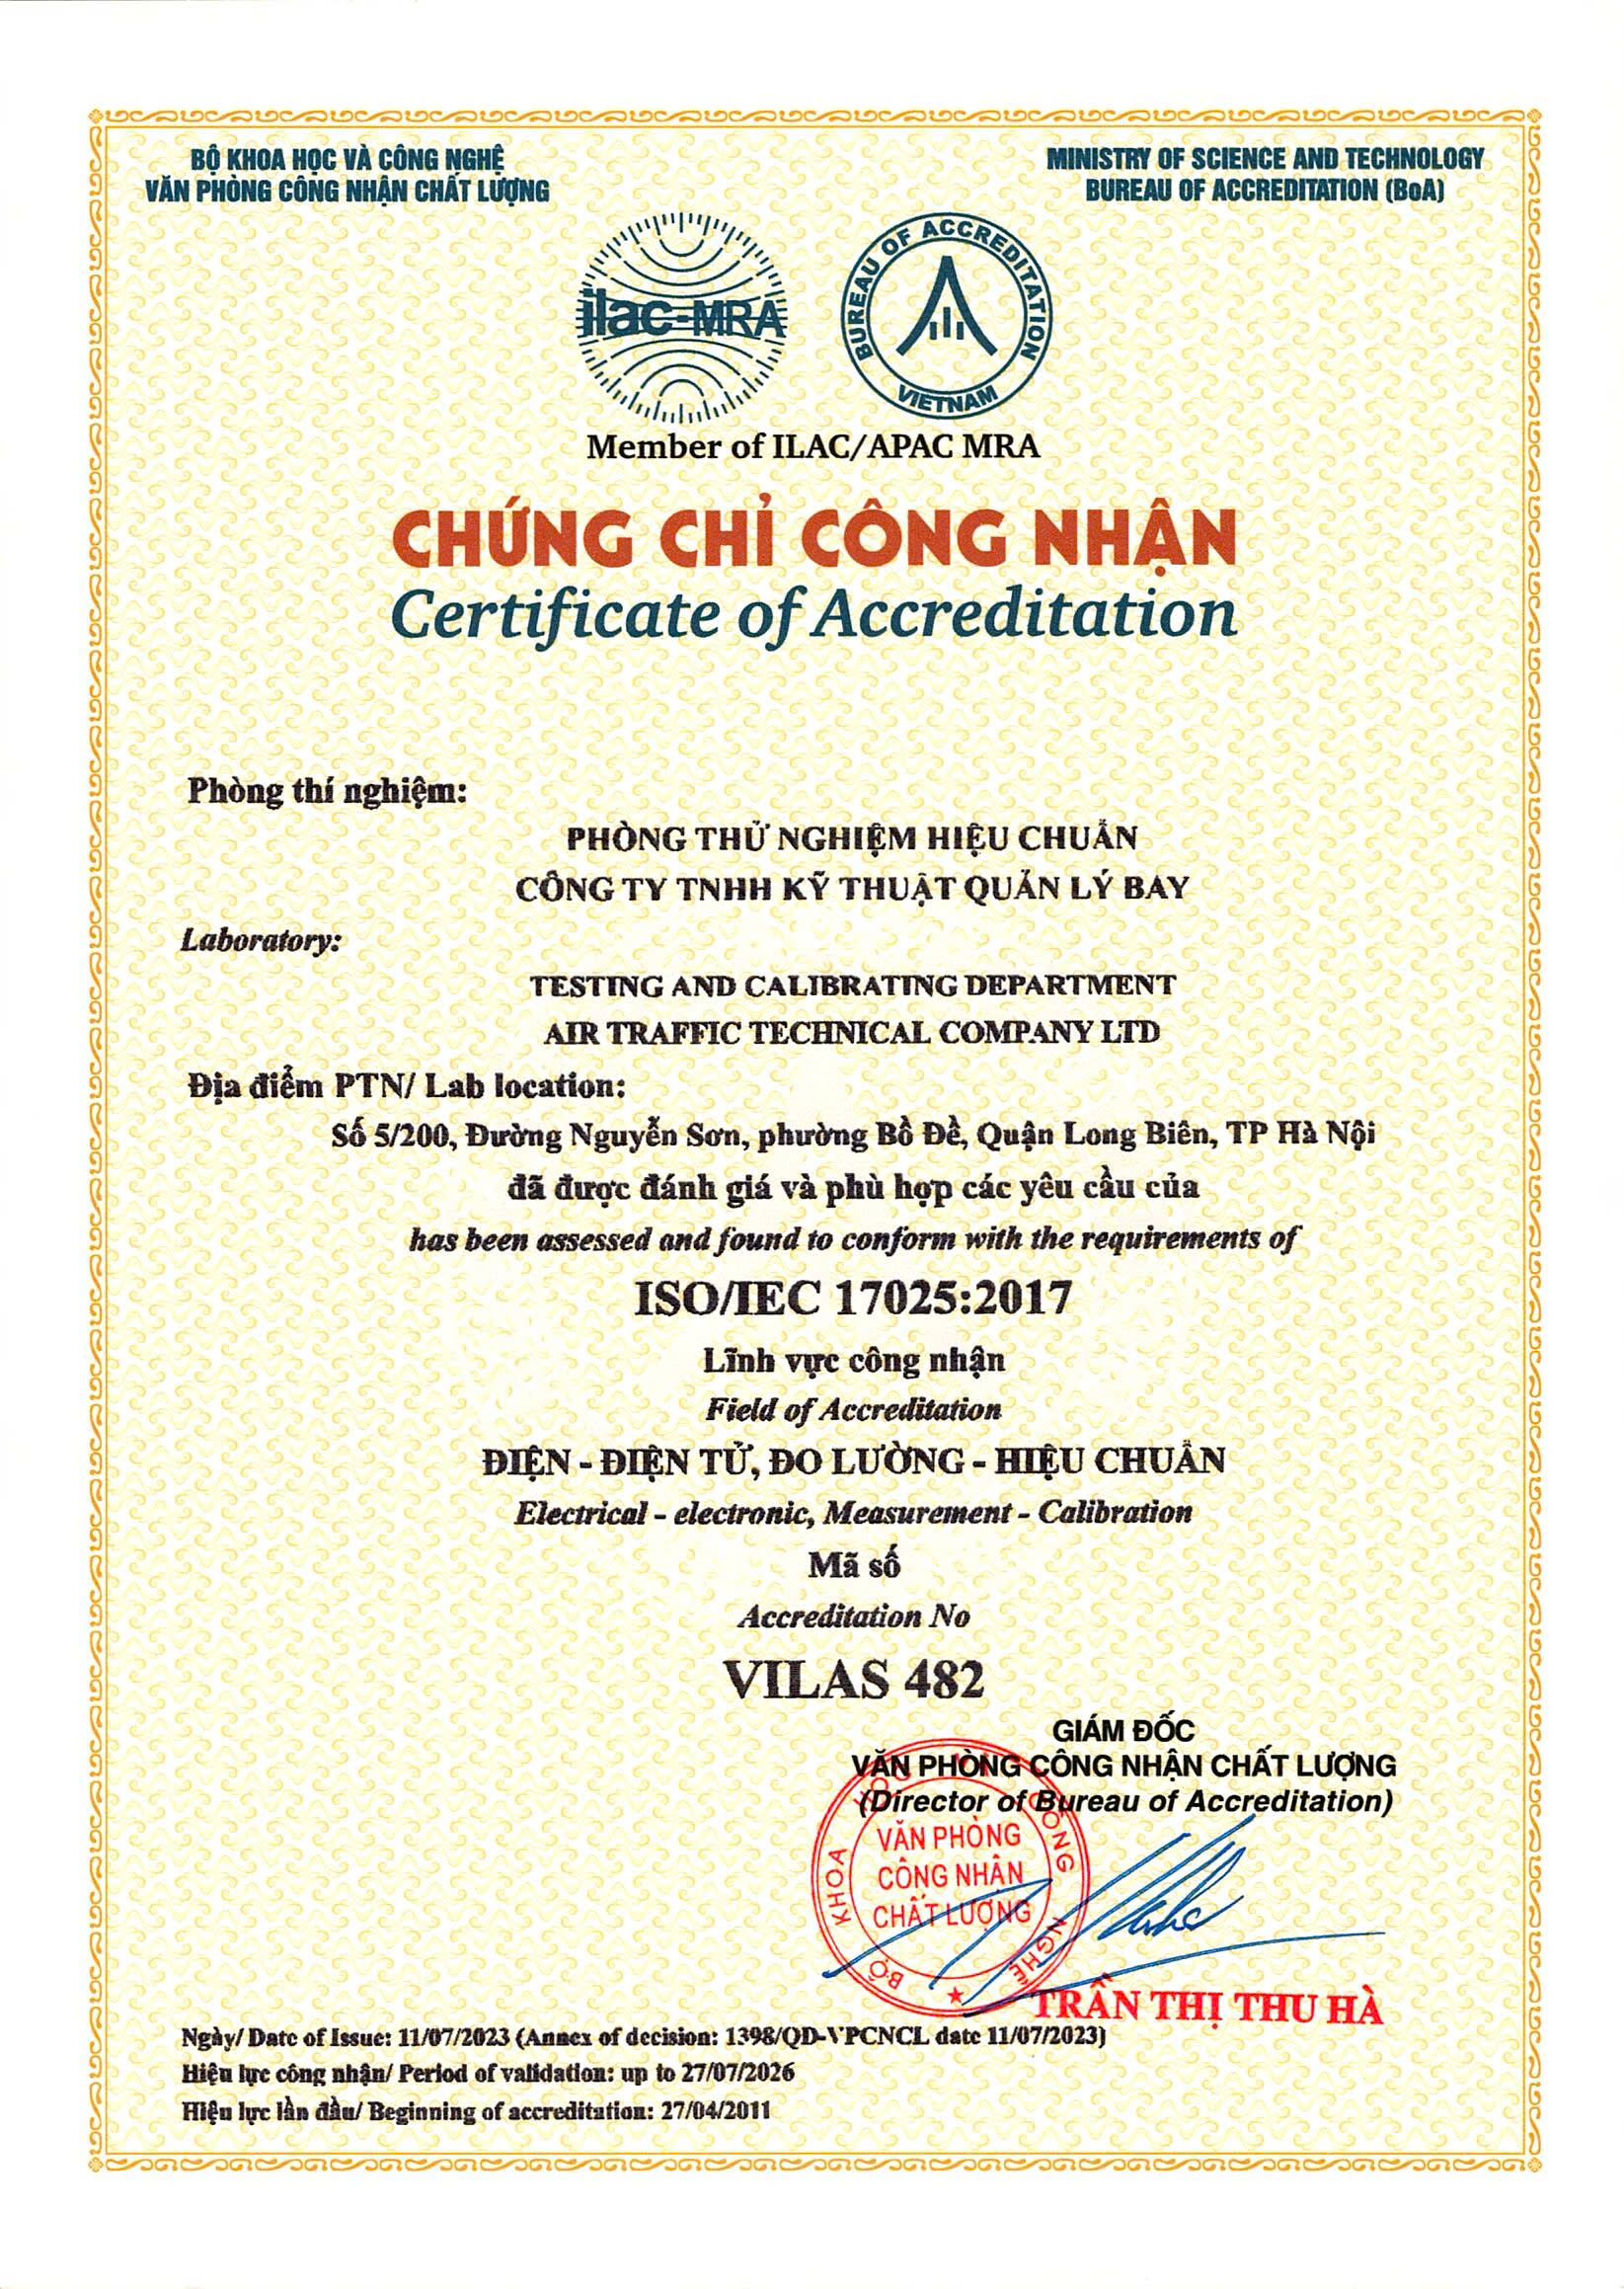 BỘ KHOA HỌC VÀ CÔNG NGHỆ
VĂN PHÒNG CÔNG NHẬN CHẤT LƯỢNG
MINISTRY OF SCIENCE AND TECHNOLOGY
BUREAU OF ACCREDITATION (BoA)
ilac-MRA
BUREAU OF ACCREDITATION
VIETNAM
Member of ILAC/APAC MRA
CHỨNG CHỈ CÔNG NHẬN
Certificate of Accreditation
Phòng thí nghiệm:
PHÒNG THỬ NGHIỆM HIỆU CHUẨN
CÔNG TY TNHH KỸ THUẬT QUẢN LÝ BAY
Laboratory:
TESTING AND CALIBRATING DEPARTMENT
AIR TRAFFIC TECHNICAL COMPANY LTD
Địa điểm PTN/ Lab location:
Số 5/200, Đường Nguyễn Sơn, phường Bồ Đề, Quận Long Biên, TP Hà Nội
đã được đánh giá và phù hợp các yêu cầu của
has been assessed and found to conform with the requirements of
ISO/IEC 17025:2017
Lĩnh vực công nhận
Field of Accreditation
ĐIỆN - ĐIỆN TỬ, ĐO LƯỜNG - HIỆU CHUẨN
Electrical - electronic, Measurement - Calibration
Mã số
Accreditation No
VILAS 482
GIÁM ĐỐC
VĂN PHÒNG CÔNG NHẬN CHẤT LƯỢNG
(Director of Bureau of Accreditation)
BỘ KHOA HỌC VÀ CÔNG NGHỆ
VĂN PHÒNG
CÔNG NHẬN
CHẤT LƯỢNG
TRẦN THỊ THU HÀ
Ngày/ Date of Issue: 11/07/2023 (Annex of decision: 1398/QD-VPCNCL date 11/07/2023)
Hiệu lực công nhận/ Period of validation: up to 27/07/2026
Hiệu lực lần đầu/ Beginning of accreditation: 27/04/2011